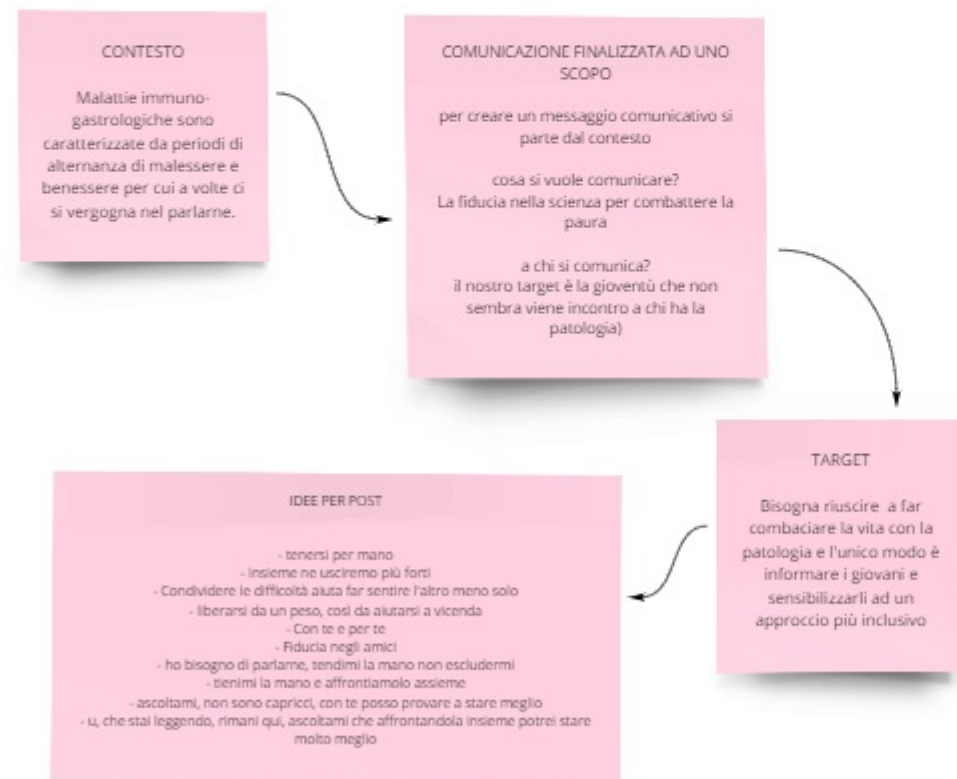 CONTESTO
Malattie immuno-
gastrologiche sono
caratterizzate da periodi di
alternanza di malessere e
benessere per cui a volte ci
si vergogna nel parlarne.
COMUNICAZIONE FINALIZZATA AD UNO
SCOPO
per creare un messaggio comunicativo si
parte dal contesto
cosa si vuole comunicare?
La fiducia nella scienza per combattere la
paura
a chi si comunica?
il nostro target è la gioventù che non
sembra viene incontro a chi ha la
patologia)
TARGET
Bisogna riuscire a far
combaciare la vita con la
patologia e l'unico modo è
informare i giovani e
sensibilizzarli ad un
approccio più inclusivo
IDEE PER POST
- tenersi per mano
- insieme ne usciremo più forti
- Condividere le difficoltà aiuta far sentire l'altro meno solo
- liberarsi da un peso, così da aiutarsi a vicenda
- Con te e per te
- Fiducia negli amici
- ho bisogno di parlarne, tendimi la mano non escludermi
- tienimi la mano e affrontiamolo assieme
- ascoltami, non sono capricci, con te posso provare a stare meglio
- u, che stai leggendo, rimani qui, ascoltami che affrontandola insieme potrei stare
molto meglio